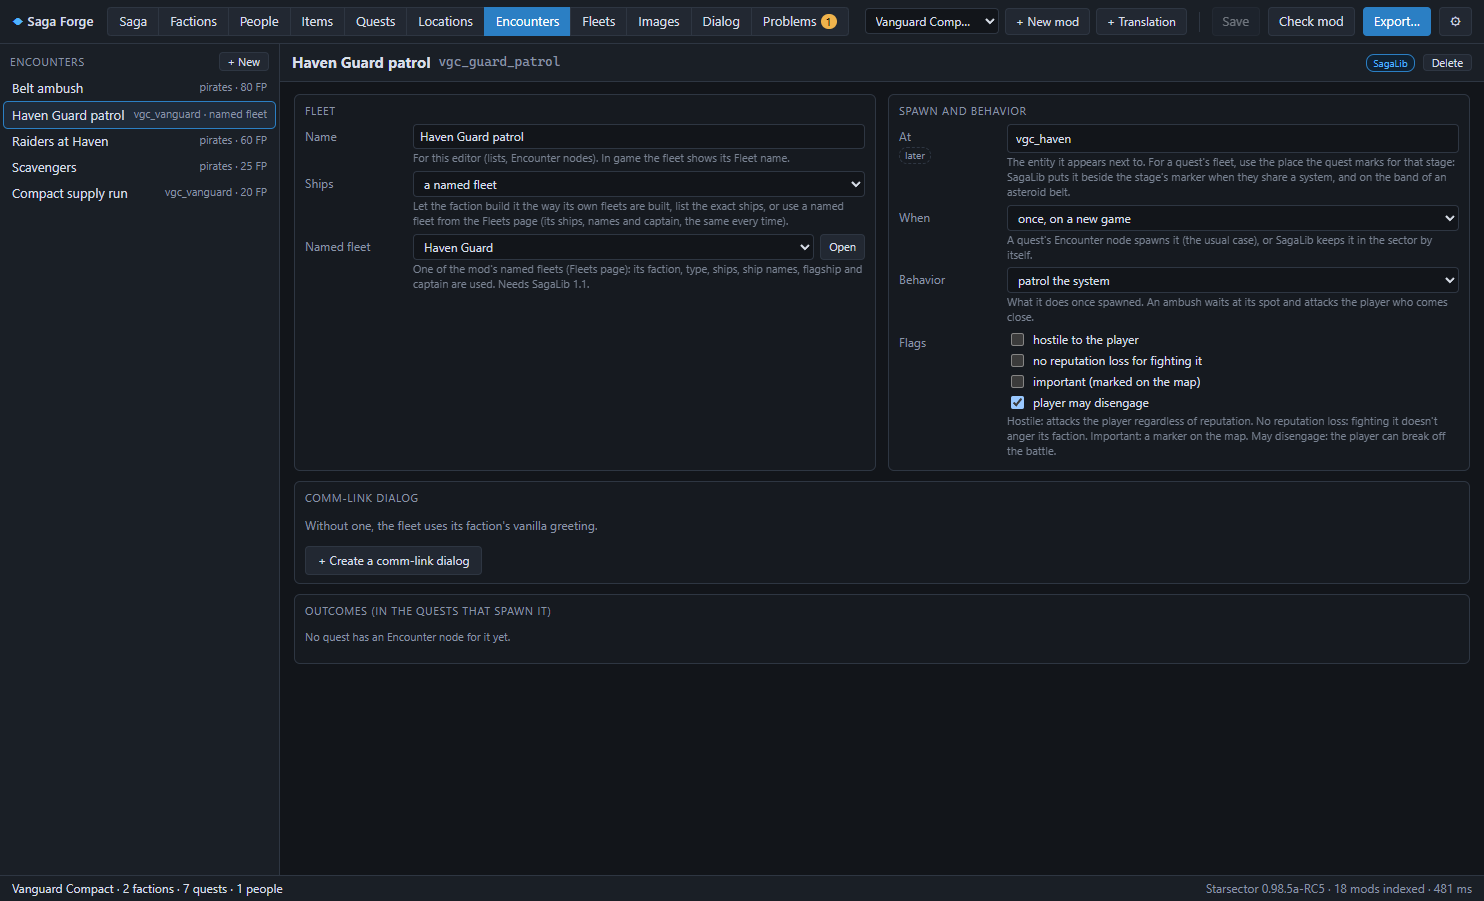 Saga Forge Saga Factions People Items Quests Locations Encounters Fleets Images Dialog Problems 1 Vanguard Comp... + New mod + Translation Save Check mod Export...
ENCOUNTERS + New
Belt ambush pirates · 80 FP
Haven Guard patrol vgc_vanguard · named fleet
Raiders at Haven pirates · 60 FP
Scavengers pirates · 25 FP
Compact supply run vgc_vanguard · 20 FP
Haven Guard patrol vgc_guard_patrol SagaLib Delete
FLEET
Name Haven Guard patrol
For this editor (lists, Encounter nodes). In game the fleet shows its Fleet name.
Ships a named fleet
Let the faction build it the way its own fleets are built, list the exact ships, or use a named
fleet from the Fleets page (its ships, names and captain, the same every time).
Named fleet Haven Guard Open
One of the mod's named fleets (Fleets page): its faction, type, ships, ship names, flagship and
captain are used. Needs SagaLib 1.1.
SPAWN AND BEHAVIOR
At vgc_haven
later
The entity it appears next to. For a quest's fleet, use the place the quest marks for that stage:
SagaLib puts it beside the stage's marker when they share a system, and on the band of an
asteroid belt.
When once, on a new game
A quest's Encounter node spawns it (the usual case), or SagaLib keeps it in the sector by
itself.
Behavior patrol the system
What it does once spawned. An ambush waits at its spot and attacks the player who comes
close.
Flags hostile to the player
no reputation loss for fighting it
important (marked on the map)
player may disengage
Hostile: attacks the player regardless of reputation. No reputation loss: fighting it doesn't
anger its faction. Important: a marker on the map. May disengage: the player can break off
the battle.
COMM-LINK DIALOG
Without one, the fleet uses its faction's vanilla greeting.
+ Create a comm-link dialog
OUTCOMES (IN THE QUESTS THAT SPAWN IT)
No quest has an Encounter node for it yet.
Vanguard Compact · 2 factions · 7 quests · 1 people Starsector 0.98.5a-RC5 · 18 mods indexed · 481 ms